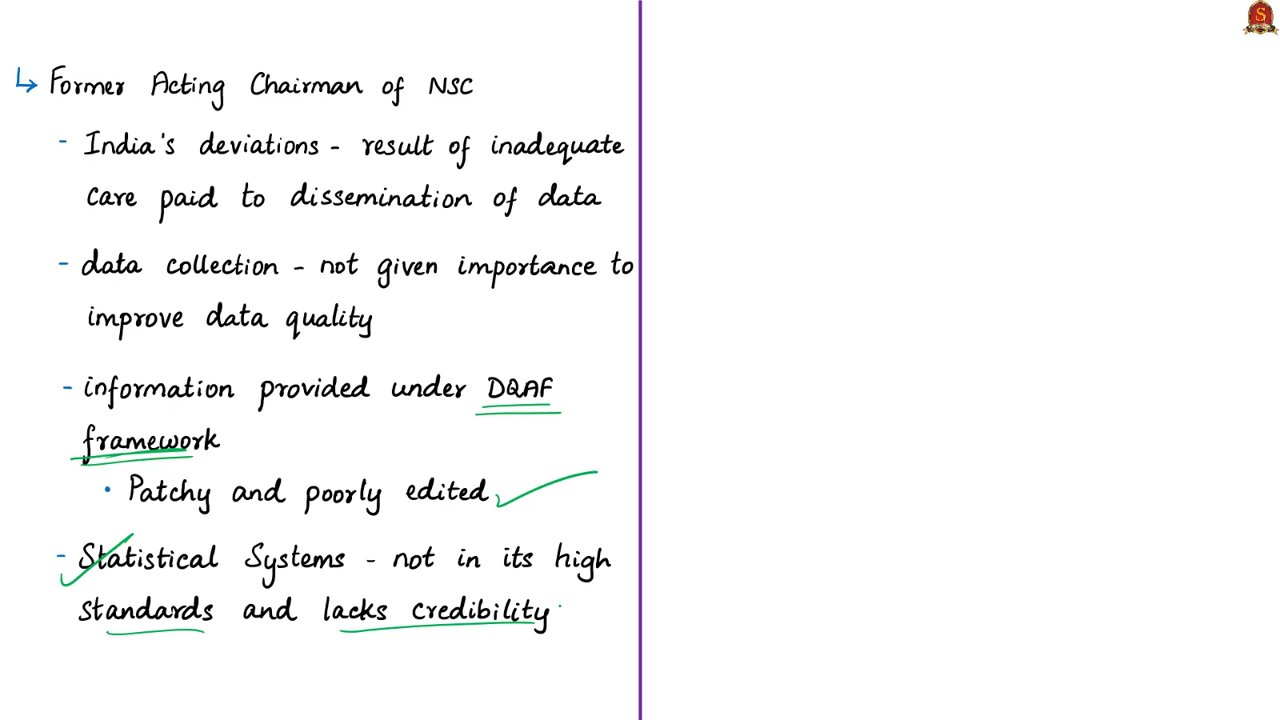 ↳ Former Acting Chairman of NSC
- India's deviations - result of inadequate
care paid to dissemination of data
- data collection - not given importance to
improve data quality
- information provided under DQAF
framework
• Patchy and poorly edited
- Statistical Systems - not in its high
standards and lacks credibility
S